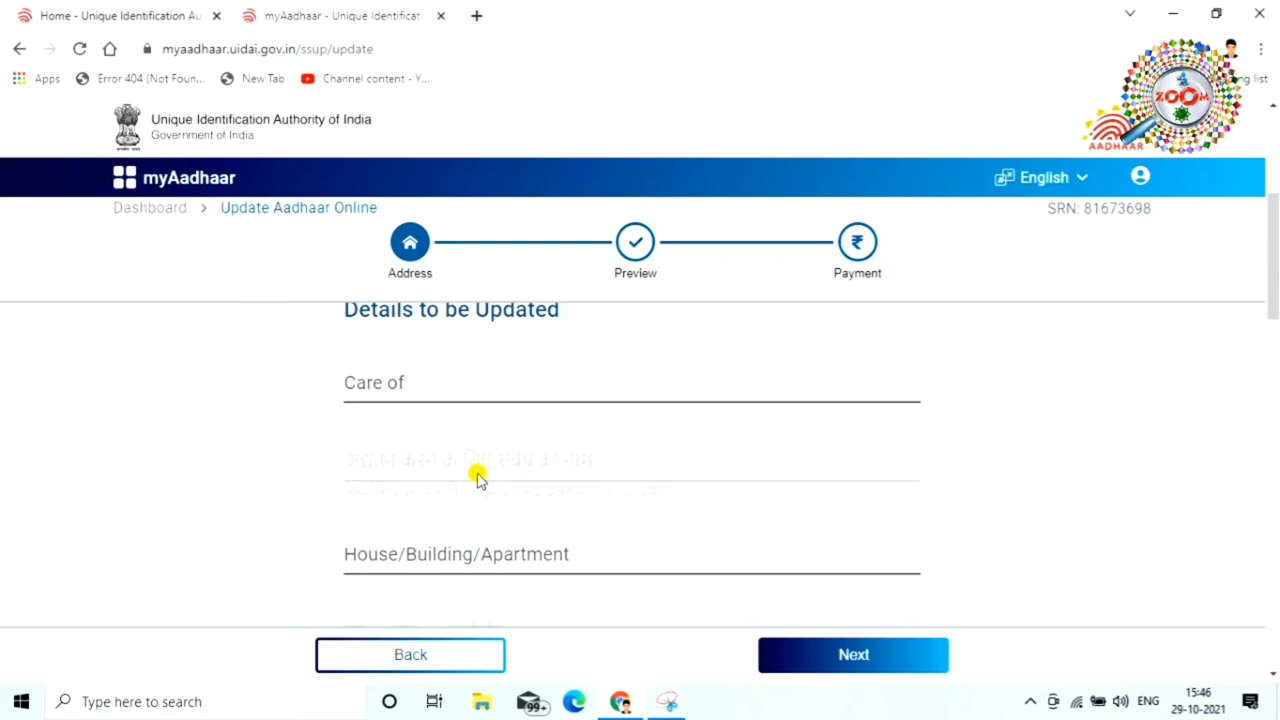 Home - Unique Identification Au
myAadhaar - Unique Identificat
myaadhaar.uidai.gov.in/ssup/update
Apps
Error 404 (Not Foun...
New Tab
Channel content - Y...
ZOOM
AADHAAR
Unique Identification Authority of India
Government of India
myAadhaar
English
Dashboard > Update Aadhaar Online
SRN: 81673698
Address
Preview
Payment
Details to be Updated
Care of
House/Building/Apartment
Back
Next
Type here to search
99+
ENG
15:46
29-10-2021